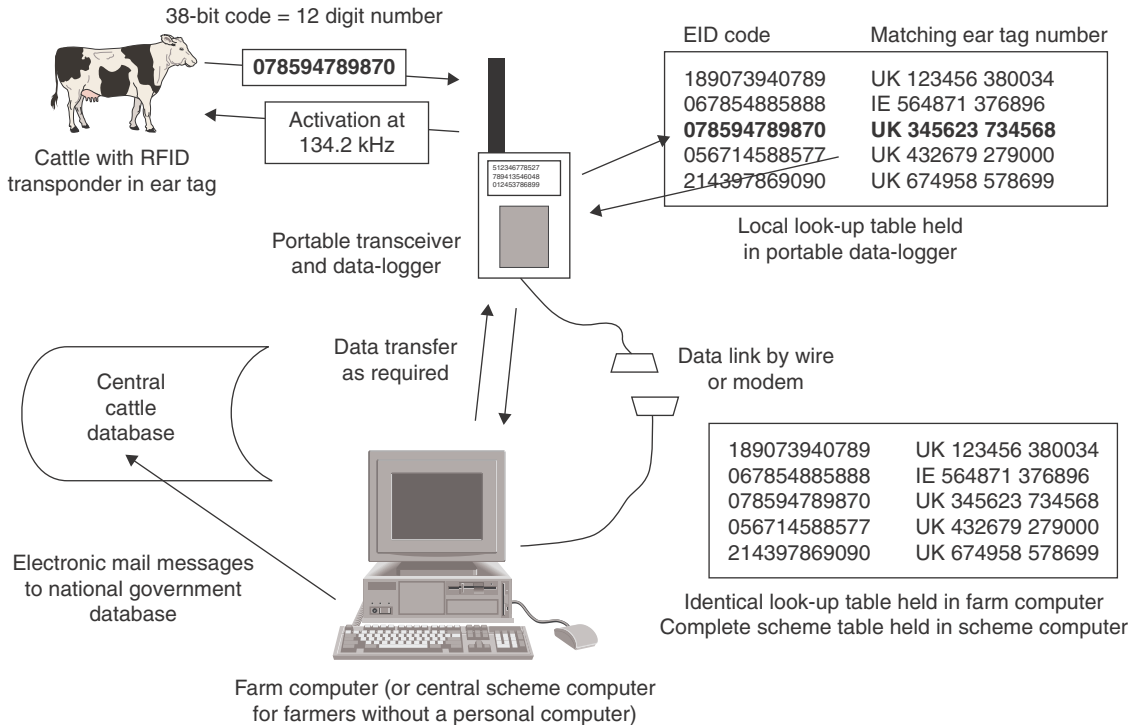 38-bit code = 12 digit number
078594789870
Activation at
134.2 kHz
Cattle with RFID
transponder in ear tag
512346778527
789413546048
012453786899
Portable transceiver
and data-logger
EID code Matching ear tag number
189073940789 UK 123456 380034
067854885888 IE 564871 376896
078594789870 UK 345623 734568
056714588577 UK 432679 279000
214397869090 UK 674958 578699
Local look-up table held
in portable data-logger
Data transfer
as required
Data link by wire
or modem
Central
cattle
database
189073940789 UK 123456 380034
067854885888 IE 564871 376896
078594789870 UK 345623 734568
056714588577 UK 432679 279000
214397869090 UK 674958 578699
Electronic mail messages
to national government
database
Identical look-up table held in farm computer
Complete scheme table held in scheme computer
Farm computer (or central scheme computer
for farmers without a personal computer)